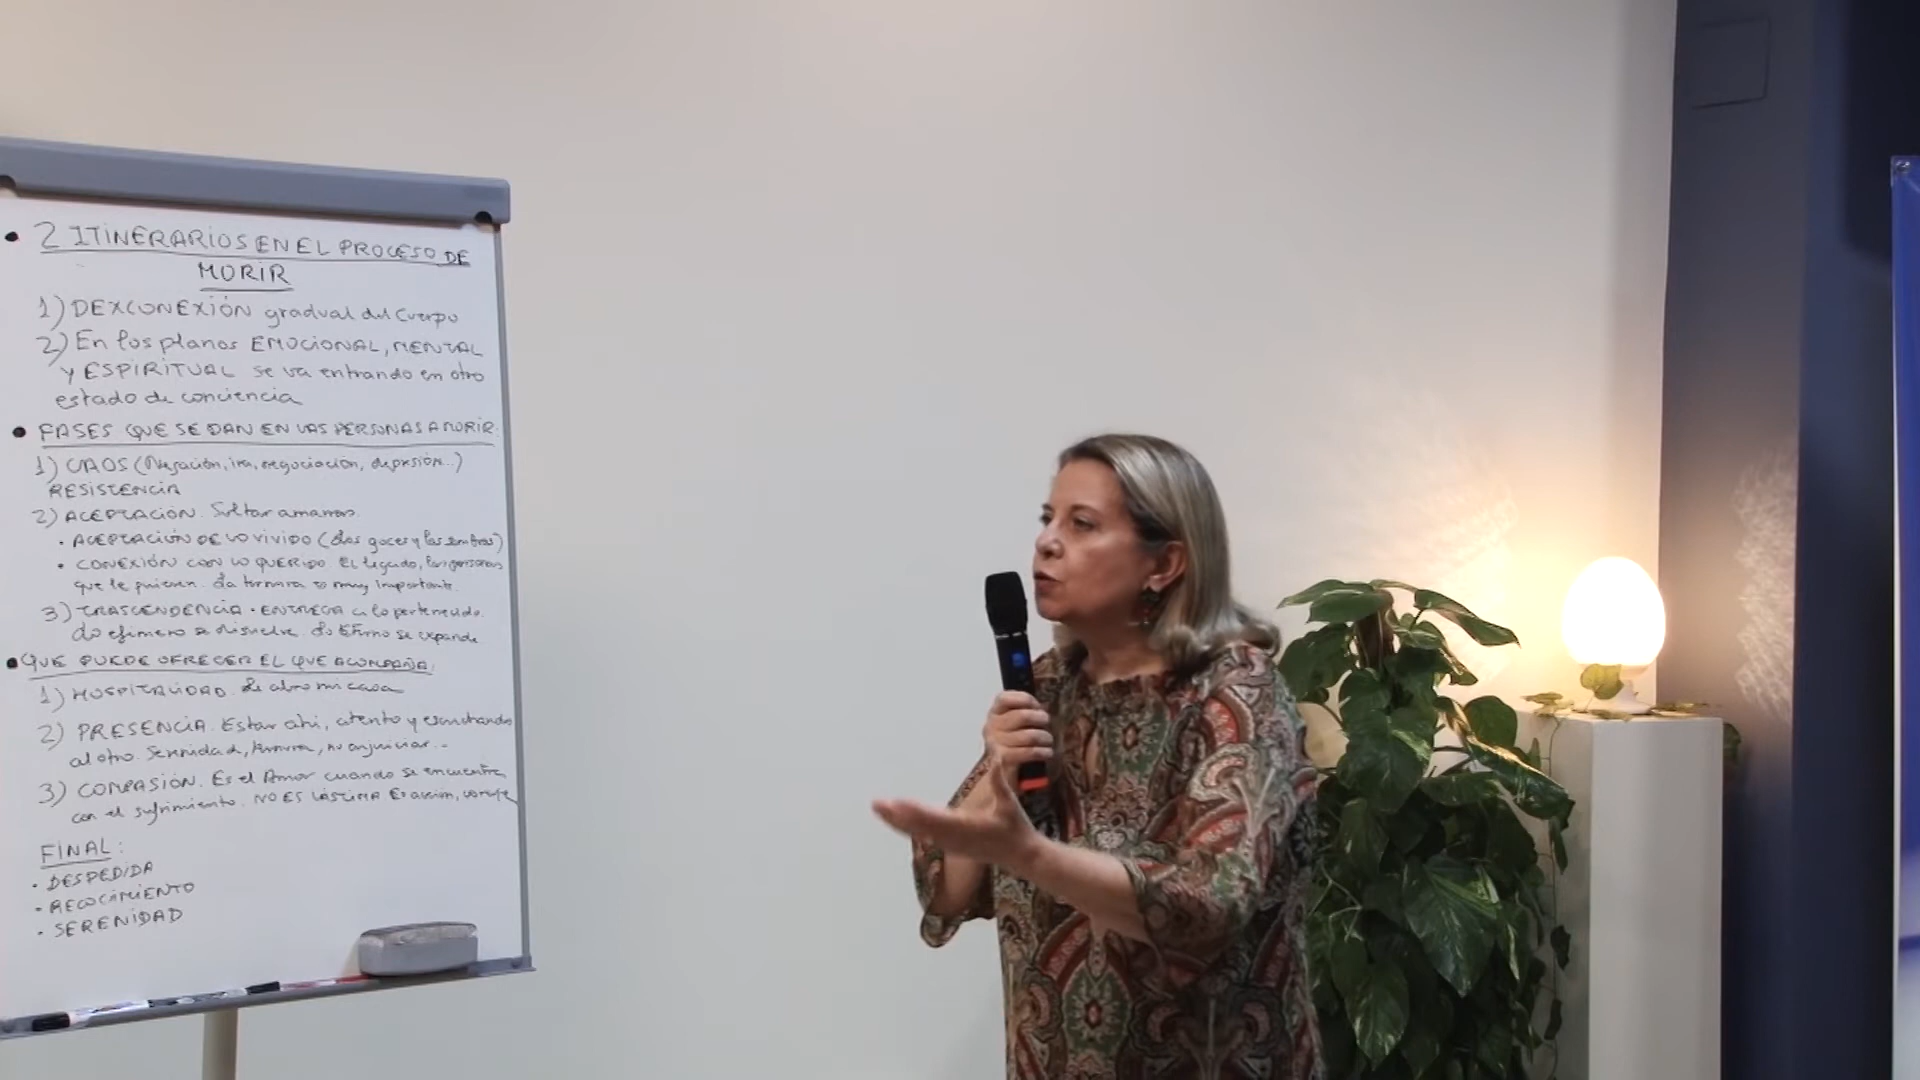 • 2 ITINERARIOS EN EL PROCESO DE
MORIR
1) DEXCONEXIÓN gradual del Cuerpo
2) En los planos EMOCIONAL, MENTAL
y ESPIRITUAL se va entrando en otro
estado de conciencia
• FASES QUE SE DAN EN LAS PERSONAS A MORIR:
1) CAOS (Negación, ira, negociación, depresión...)
RESISTENCIA
2) ACEPTACIÓN. Soltar amarras.
• ACEPTACIÓN DE LO VIVIDO (Los goces y las sombras)
• CONEXIÓN CON LO QUERIDO. El legado, las personas
que le quieren. La ternura es muy importante.
3) TRASCENDENCIA • ENTREGA a lo pertenecido.
Lo efímero se disuelve. Lo Eterno se expande
• QUE PUEDE OFRECER EL QUE ACOMPAÑA:
1) HOSPITALIDAD. Le abro mi casa
2) PRESENCIA. Estar ahí, atento y escuchando
al otro. Serenidad, ternura, no enjuiciar...
3) COMPASIÓN. Es el Amor cuando se encuentra
con el sufrimiento. NO ES LÁSTIMA Es acción,
FINAL:
• DESPEDIDA
• RECOCIMIENTO
• SERENIDAD